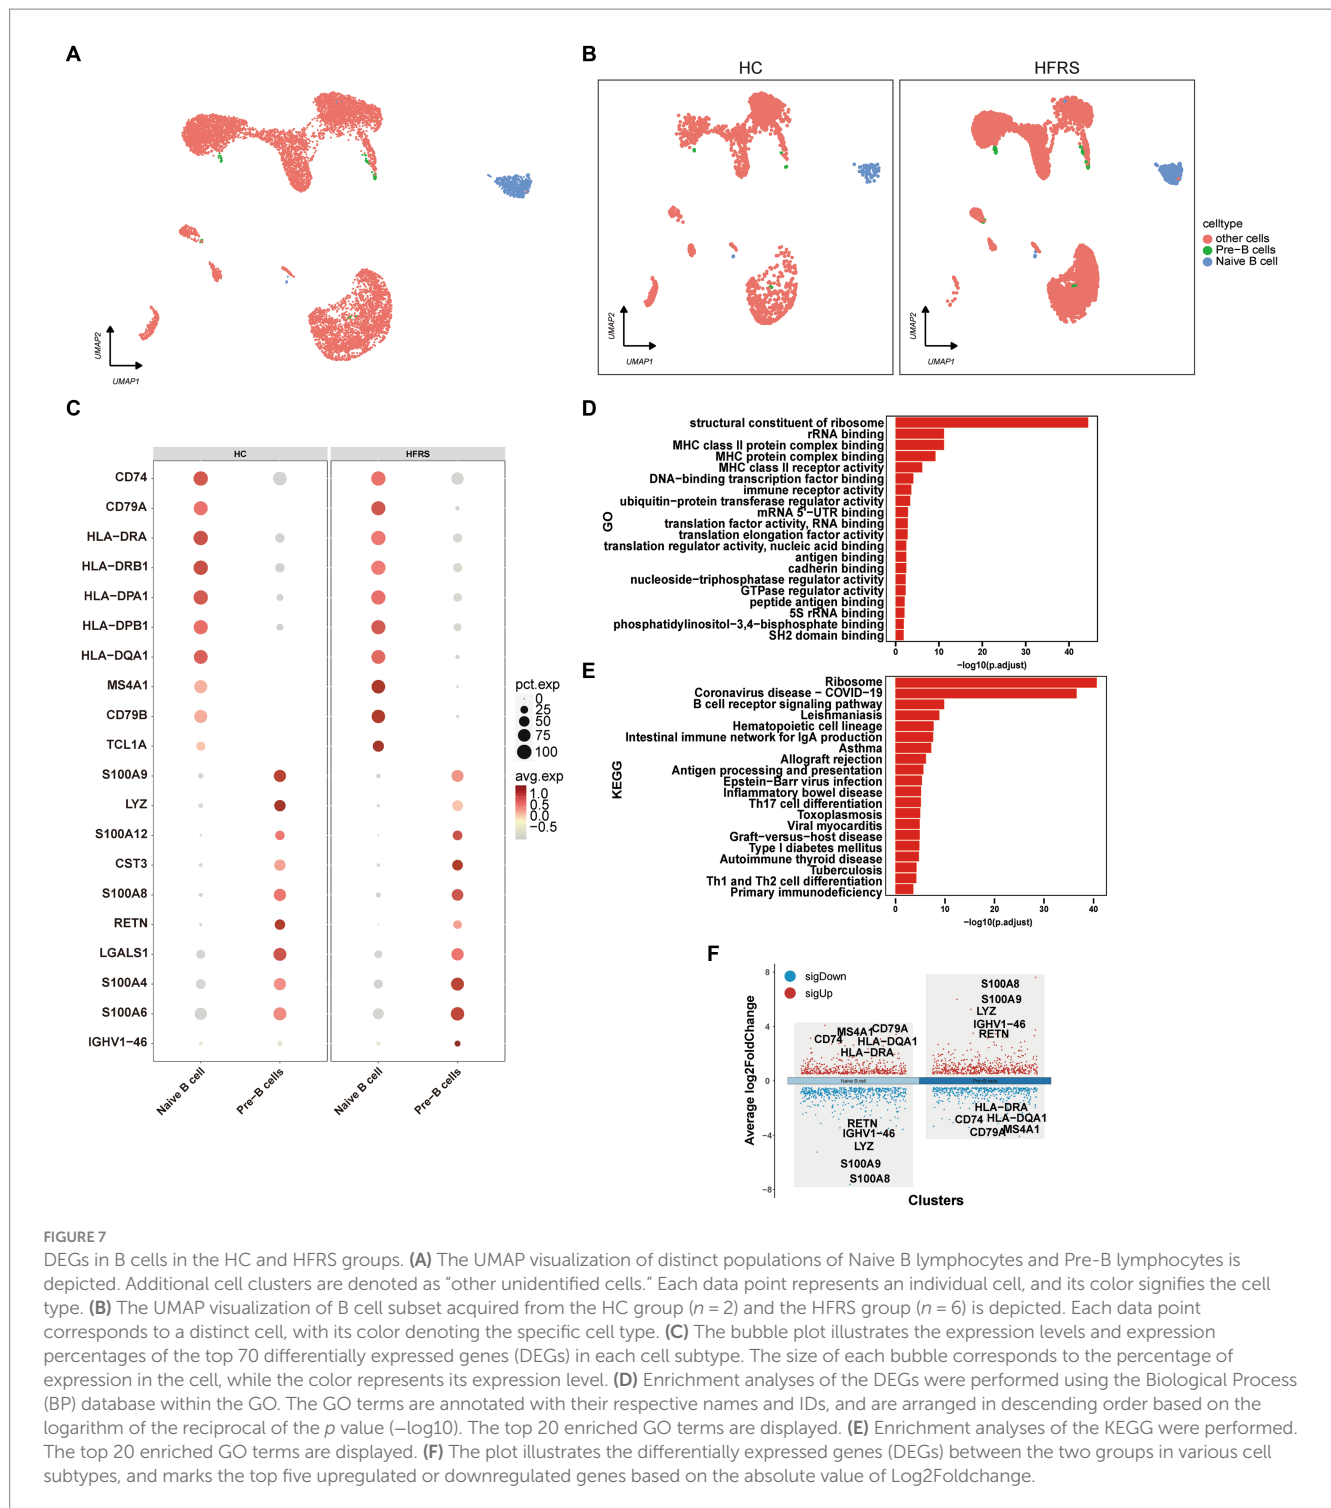 A
UMAP2
UMAP1
B
HC
HFRS
UMAP2
UMAP1
UMAP2
UMAP1
celltype
other cells
Pre−B cells
Naive B cell
C
HC
HFRS
CD74
CD79A
HLA−DRA
HLA−DRB1
HLA−DPA1
HLA−DPB1
HLA−DQA1
MS4A1
CD79B
TCL1A
S100A9
LYZ
S100A12
CST3
S100A8
RETN
LGALS1
S100A4
S100A6
IGHV1−46
Naive B cell
Pre−B cells
Naive B cell
Pre−B cells
pct.exp
0
25
50
75
100
avg.exp
1.0
0.5
0.0
−0.5
D
GO
structural constituent of ribosome
rRNA binding
MHC class II protein complex binding
MHC protein complex binding
MHC class II receptor activity
DNA−binding transcription factor binding
immune receptor activity
ubiquitin−protein transferase regulator activity
mRNA 5'−UTR binding
translation factor activity, RNA binding
translation elongation factor activity
translation regulator activity, nucleic acid binding
antigen binding
cadherin binding
nucleoside−triphosphatase regulator activity
GTPase regulator activity
peptide antigen binding
5S rRNA binding
phosphatidylinositol−3,4−bisphosphate binding
SH2 domain binding
0 10 20 30 40
−log10(p.adjust)
E
KEGG
Ribosome
Coronavirus disease − COVID−19
B cell receptor signaling pathway
Leishmaniasis
Hematopoietic cell lineage
Intestinal immune network for IgA production
Asthma
Allograft rejection
Antigen processing and presentation
Epstein−Barr virus infection
Inflammatory bowel disease
Th17 cell differentiation
Toxoplasmosis
Viral myocarditis
Graft−versus−host disease
Type I diabetes mellitus
Autoimmune thyroid disease
Tuberculosis
Th1 and Th2 cell differentiation
Primary immunodeficiency
0 10 20 30 40
−log10(p.adjust)
F
Average log2FoldChange
8
4
0
−4
−8
sigDown
sigUp
MS4A1
CD79A
CD74
HLA−DQA1
HLA−DRA
Naive B cell
RETN
IGHV1−46
LYZ
S100A9
S100A8
S100A8
S100A9
LYZ
IGHV1−46
RETN
Pre−B cells
HLA−DRA
CD74
HLA−DQA1
CD79A
MS4A1
Clusters
FIGURE 7
DEGs in B cells in the HC and HFRS groups. (A) The UMAP visualization of distinct populations of Naive B lymphocytes and Pre-B lymphocytes is
depicted. Additional cell clusters are denoted as “other unidentified cells.” Each data point represents an individual cell, and its color signifies the cell
type. (B) The UMAP visualization of B cell subset acquired from the HC group (n = 2) and the HFRS group (n = 6) is depicted. Each data point
corresponds to a distinct cell, with its color denoting the specific cell type. (C) The bubble plot illustrates the expression levels and expression
percentages of the top 70 differentially expressed genes (DEGs) in each cell subtype. The size of each bubble corresponds to the percentage of
expression in the cell, while the color represents its expression level. (D) Enrichment analyses of the DEGs were performed using the Biological Process
(BP) database within the GO. The GO terms are annotated with their respective names and IDs, and are arranged in descending order based on the
logarithm of the reciprocal of the p value (−log10). The top 20 enriched GO terms are displayed. (E) Enrichment analyses of the KEGG were performed.
The top 20 enriched GO terms are displayed. (F) The plot illustrates the differentially expressed genes (DEGs) between the two groups in various cell
subtypes, and marks the top five upregulated or downregulated genes based on the absolute value of Log2Foldchange.